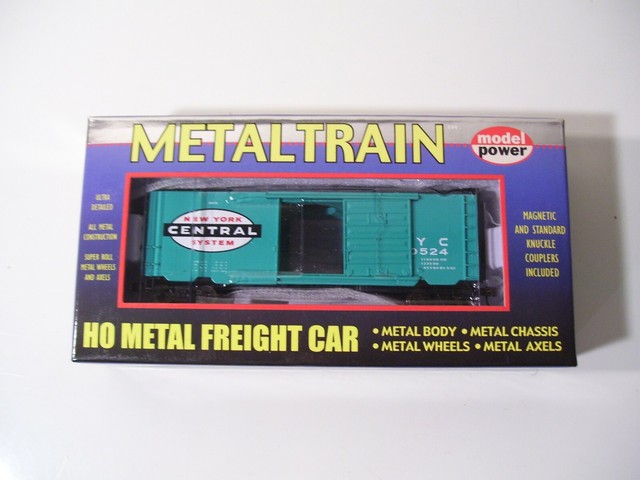 METALTRAIN
model
power
ULTRA
DETAILED
ALL METAL
CONSTRUCTION
SUPER ROLL
METAL WHEELS
AND AXELS
NEW YORK
CENTRAL
SYSTEM
Y C
0524
MAGNETIC
AND STANDARD
KNUCKLE
COUPLERS
INCLUDED
HO METAL FREIGHT CAR
• METAL BODY • METAL CHASSIS
• METAL WHEELS • METAL AXELS